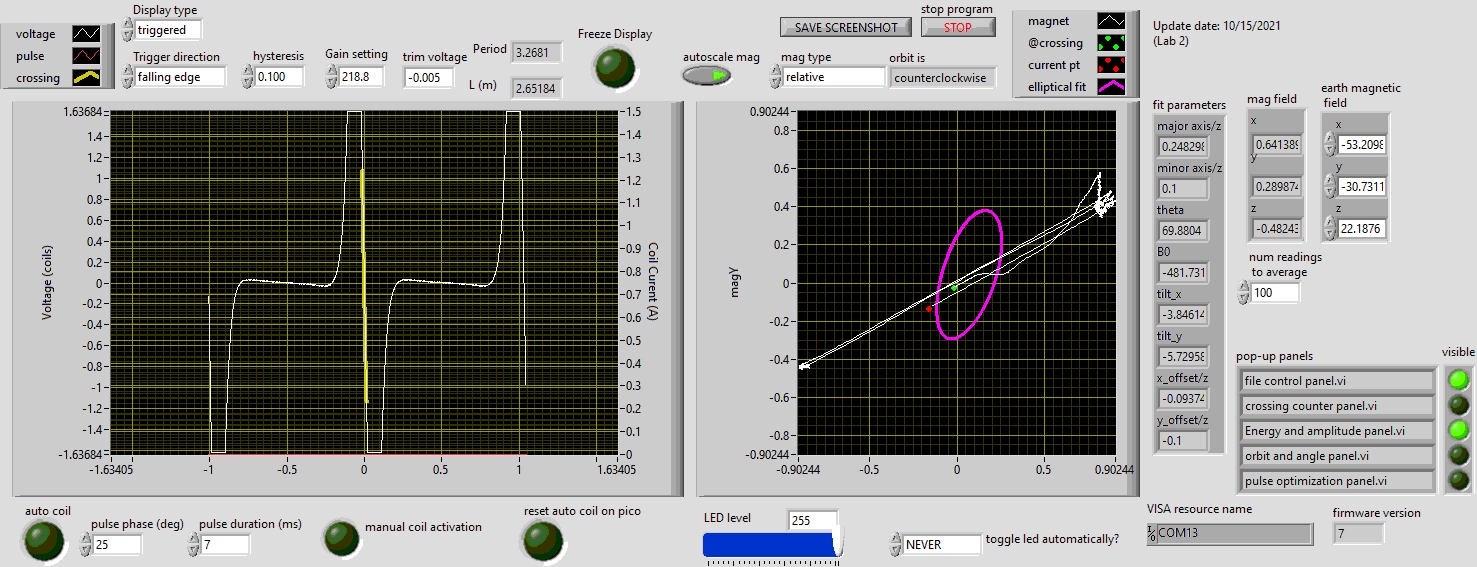 voltage
pulse
crossing
Display type
triggered
Trigger direction
falling edge
hysteresis
0.100
Gain setting
218.8
trim voltage
-0.005
Period
3.2681
L (m)
2.65184
Freeze Display
SAVE SCREENSHOT
stop program
STOP
autoscale mag
mag type
relative
orbit is
counterclockwise
magnet
@crossing
current pt
elliptical fit
Update date: 10/15/2021
(Lab 2)
Voltage (coils)
1.63684
1.4
1.2
1
0.8
0.6
0.4
0.2
0
-0.2
-0.4
-0.6
-0.8
-1
-1.2
-1.4
-1.63684
-1.63405
-1
-0.5
0
0.5
1
1.63405
1.5
1.4
1.3
1.2
1.1
1
0.9
0.8
0.7
0.6
0.5
0.4
0.3
0.2
0.1
0
Coil Current (A)
magy
0.90244
0.8
0.6
0.4
0.2
0
-0.2
-0.4
-0.6
-0.8
-0.90244
-0.90244
-0.5
0
0.5
0.90244
fit parameters
major axis/z
0.248298
minor axis/z
0.1
theta
69.8804
B0
-481.731
tilt_x
-3.84614
tilt_y
-5.72958
x_offset/z
-0.09374
y_offset/z
-0.1
mag field
x
0.641389
y
0.289874
z
-0.48243
earth magnetic
field
x
-53.2098
y
-30.7311
z
22.1876
num readings
to average
100
pop-up panels
visible
file control panel.vi
crossing counter panel.vi
Energy and amplitude panel.vi
orbit and angle panel.vi
pulse optimization panel.vi
auto coil
pulse phase (deg)
25
pulse duration (ms)
7
manual coil activation
reset auto coil on pico
LED level
255
NEVER
toggle led automatically?
VISA resource name
COM13
firmware version
7